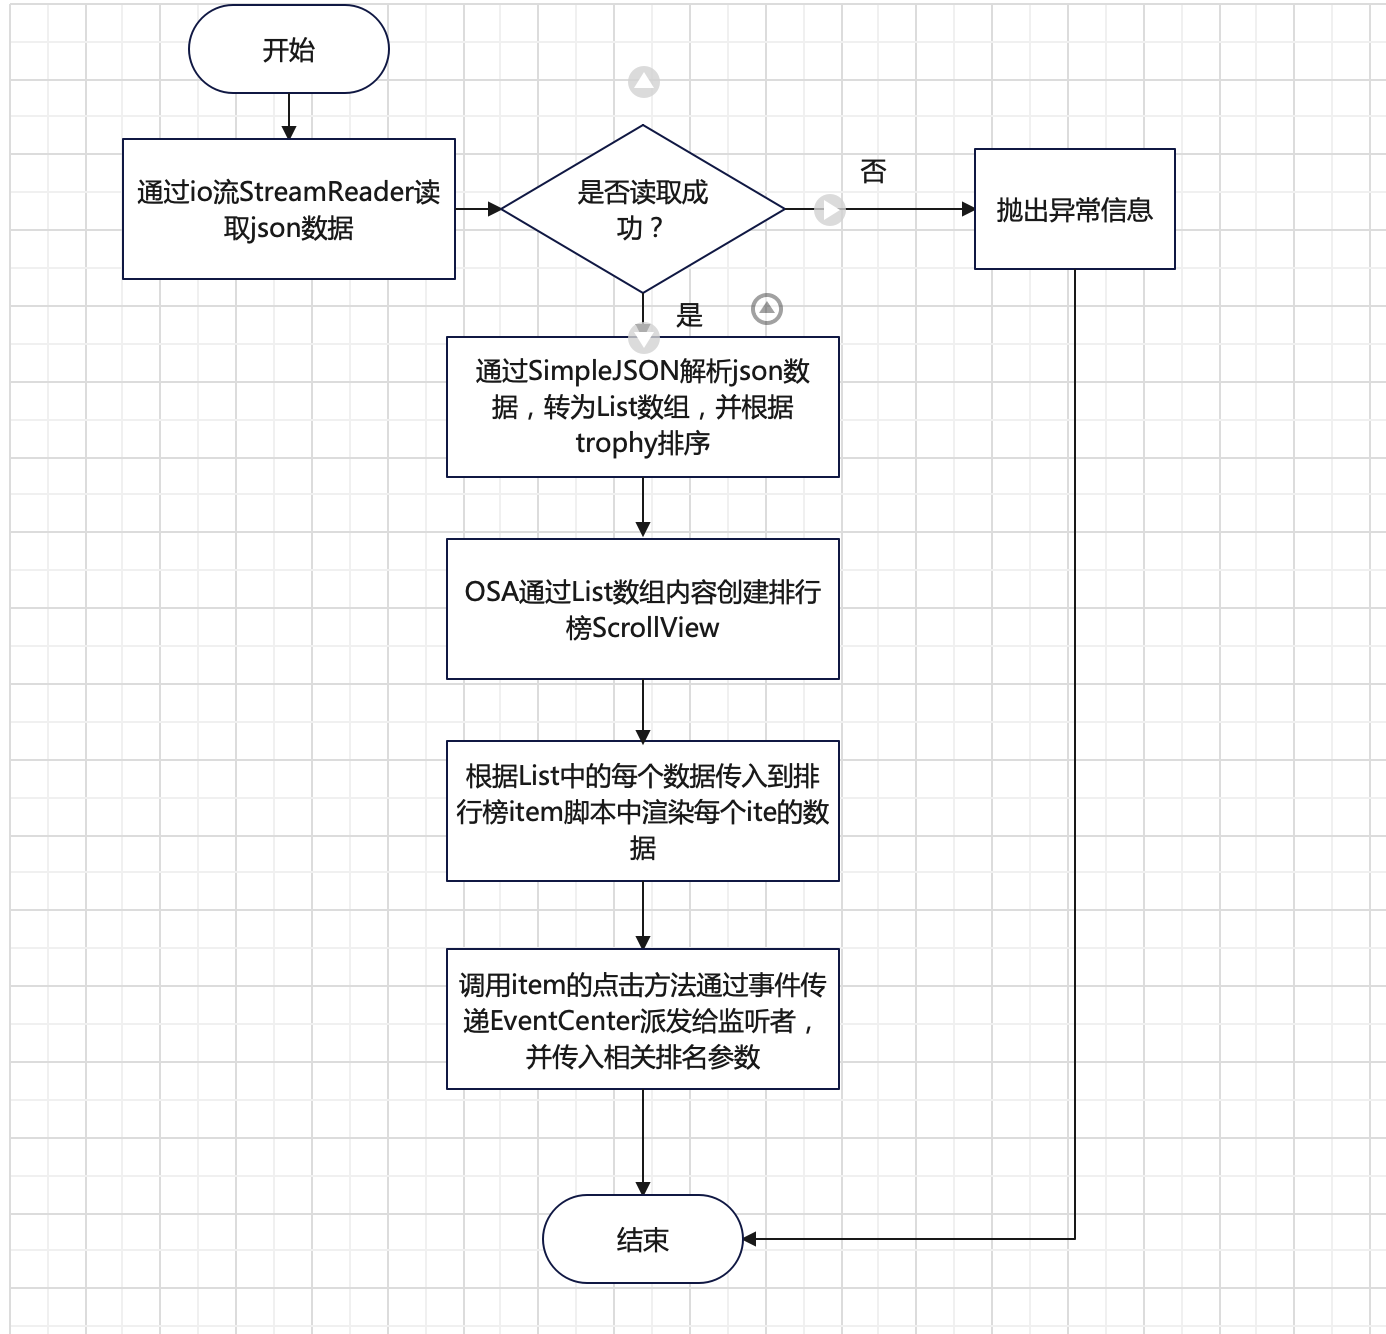 开始
通过io流StreamReader读
取json数据
是否读取成
功？
否
抛出异常信息
是
通过SimpleJSON解析json数
据，转为List数组，并根据
trophy排序
OSA通过List数组内容创建排行
榜ScrollView
根据List中的每个数据传入到排
行榜item脚本中渲染每个ite的数
据
调用item的点击方法通过事件传
递EventCenter派发给监听者，
并传入相关排名参数
结束